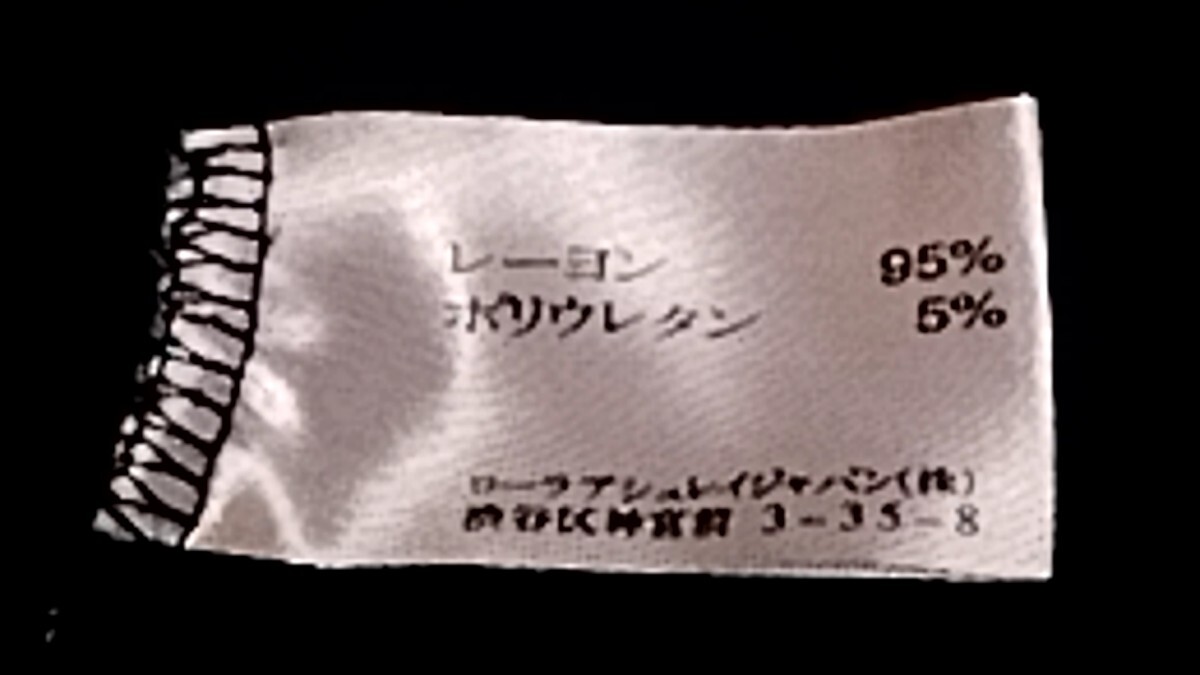 レーヨン 95%
ポリウレタン 5%
ローラアシュレイジャパン(株)
渋谷区神宮前 3-35-8